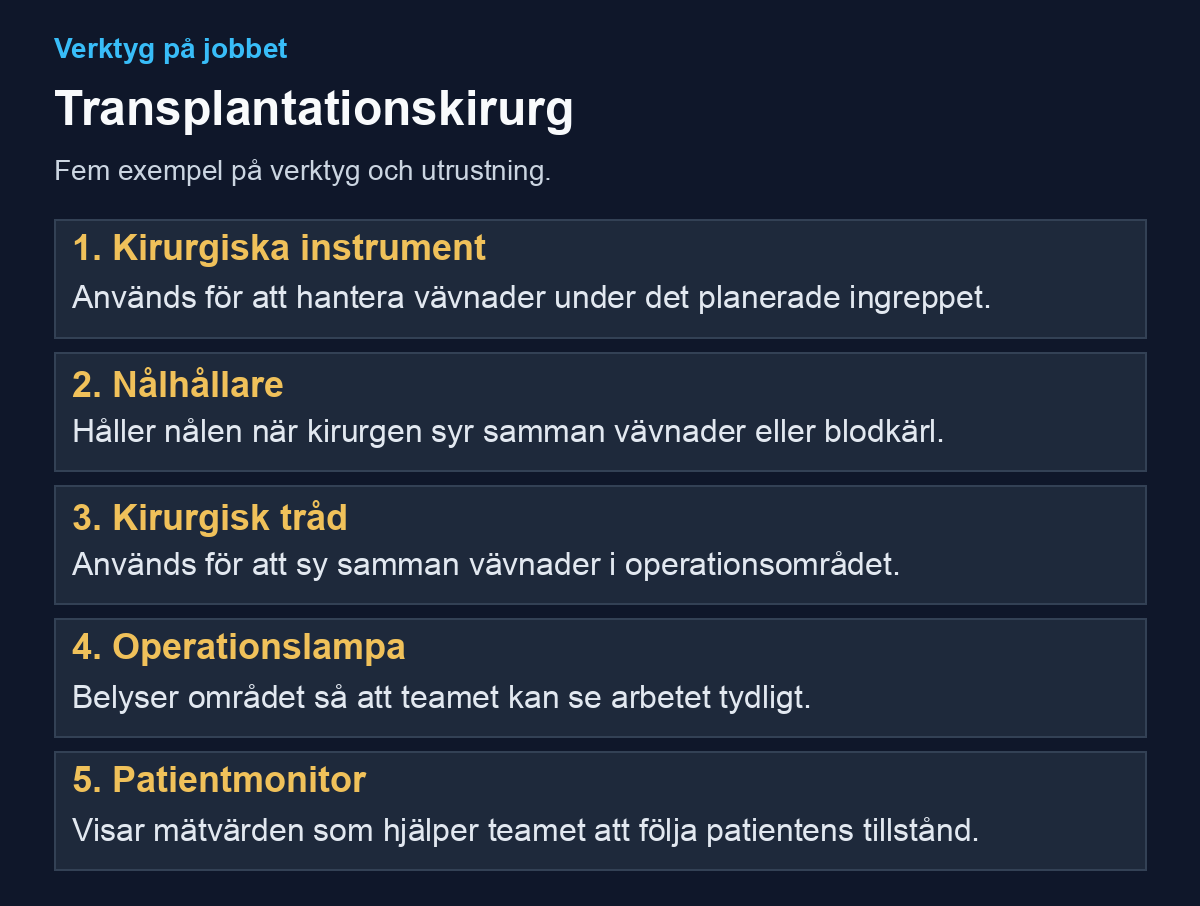 Verktyg på jobbet
Transplantationskirurg
Fem exempel på verktyg och utrustning.
1. Kirurgiska instrument
Används för att hantera vävnader under det planerade ingreppet.
2. Nålhållare
Håller nålen när kirurgen syr samman vävnader eller blodkärl.
3. Kirurgisk tråd
Används för att sy samman vävnader i operationsområdet.
4. Operationslampa
Belyser området så att teamet kan se arbetet tydligt.
5. Patientmonitor
Visar mätvärden som hjälper teamet att följa patientens tillstånd.